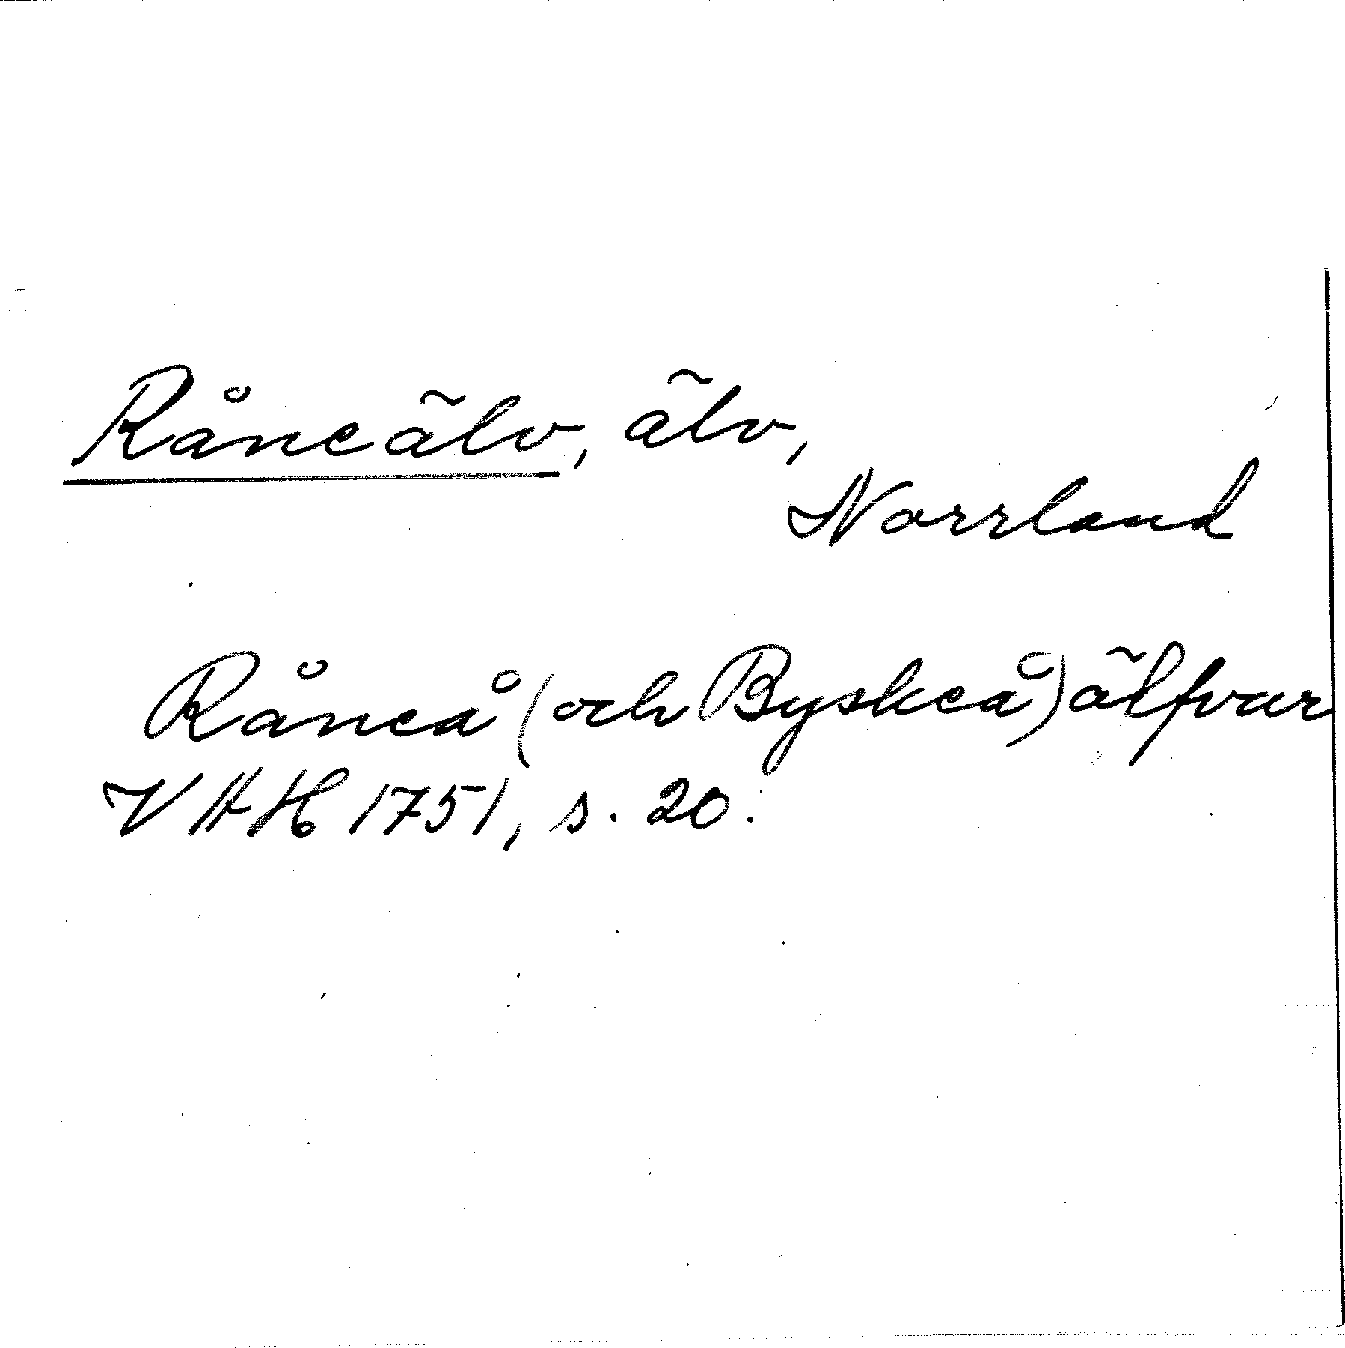 Råneälv, älv,
Norrland
Råneå (och Byskeå) älfvar
VAH 1751, s. 20.